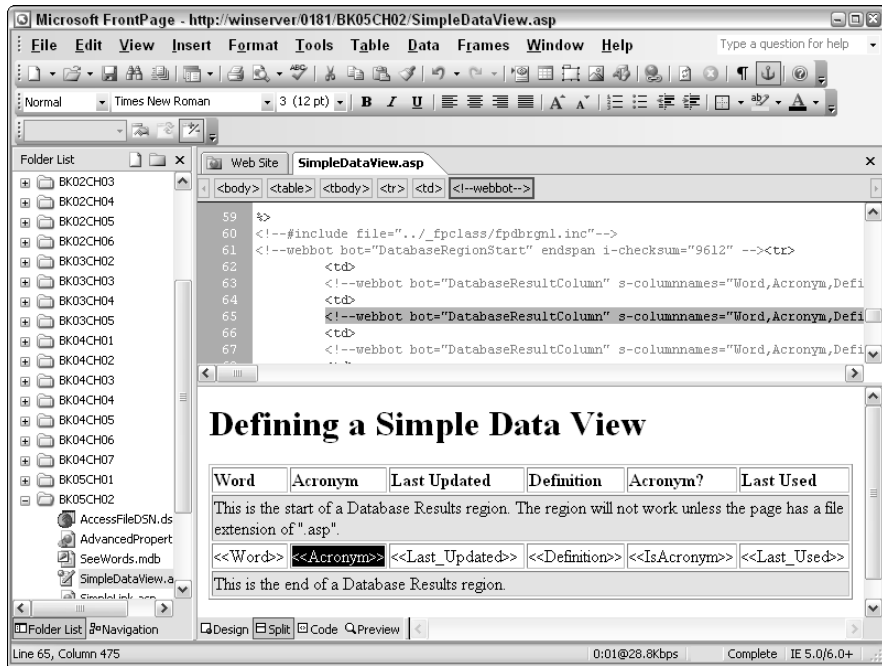 Microsoft FrontPage - http://winserver/0181/BK05CH02/SimpleDataView.asp
File Edit View Insert Format Tools Table Data Frames Window Help Type a question for help
Normal Times New Roman 3 (12 pt) B I U A A ab A
Folder List
Web Site SimpleDataView.asp
<body> <table> <tbody> <tr> <td> <!--webbot-->
BK02CH03
BK02CH04
BK02CH05
BK02CH06
BK03CH02
BK03CH03
BK03CH04
BK03CH05
BK04CH01
BK04CH02
BK04CH03
BK04CH04
BK04CH05
BK04CH06
BK04CH07
BK05CH01
BK05CH02
AccessFileDSN.ds
AdvancedPropert
SeeWords.mdb
SimpleDataView.a
SimpleLink.asp
59 %>
60 <!--#include file="../_fpclass/fpdbrgn1.inc"-->
61 <!--webbot bot="DatabaseRegionStart" endspan i-checksum="9612" --><tr>
62 <td>
63 <!--webbot bot="DatabaseResultColumn" s-columnnames="Word,Acronym,Defi
64 <td>
65 <!--webbot bot="DatabaseResultColumn" s-columnnames="Word,Acronym,Defi
66 <td>
67 <!--webbot bot="DatabaseResultColumn" s-columnnames="Word,Acronym,Defi
Defining a Simple Data View
Word Acronym Last Updated Definition Acronym? Last Used
This is the start of a Database Results region. The region will not work unless the page has a file
extension of ".asp".
<<Word>> <<Acronym>> <<Last_Updated>> <<Definition>> <<IsAcronym>> <<Last_Used>>
This is the end of a Database Results region.
Folder List Navigation
Design Split Code Preview
Line 65, Column 475 0:01@28.8Kbps Complete IE 5.0/6.0+